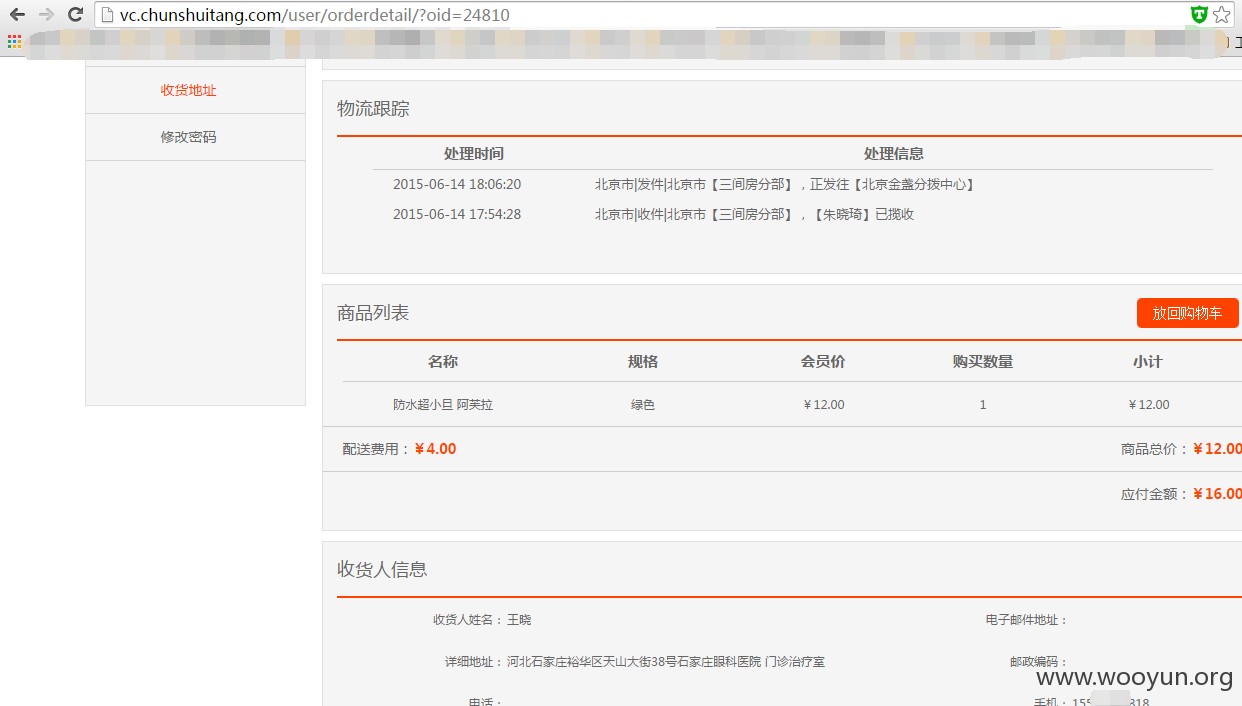 vc.chunshuitang.com/user/orderdetail/?oid=24810
收货地址
修改密码
物流跟踪
处理时间 处理信息
2015-06-14 18:06:20 北京市|发件|北京市【三间房分部】，正发往【北京金盏分拨中心】
2015-06-14 17:54:28 北京市|收件|北京市【三间房分部】，【朱晓琦】已揽收
商品列表 放回购物车
名称 规格 会员价 购买数量 小计
防水超小且 阿芙拉 绿色 ￥12.00 1 ￥12.00
配送费用：￥4.00 商品总价：￥12.00
应付金额：￥16.00
收货人信息
收货人姓名：王晓 电子邮件地址：
详细地址：河北石家庄裕华区天山大街38号石家庄眼科医院 门诊治疗室 邮政编码：
www.wooyun.org
电话： 手机：155 818